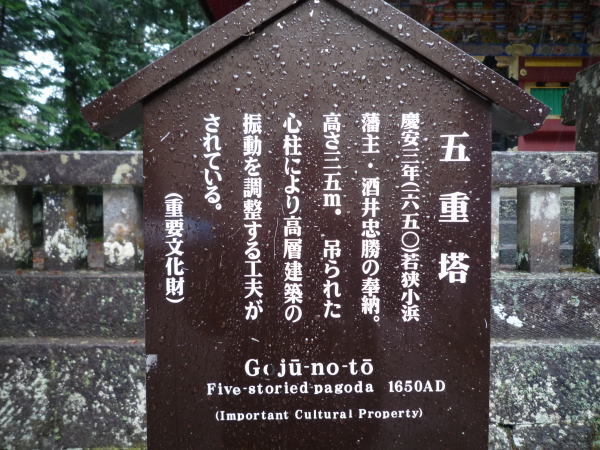 五重塔
慶安三年(一六五〇)若狭小浜
藩主・酒井忠勝の奉納。
高さ三五m。吊られた
心柱により高層建築の
振動を調整する工夫が
されている。
(重要文化財)
Gojū-no-tō
Five-storied-pagoda 1650AD
(Important Cultural Property)